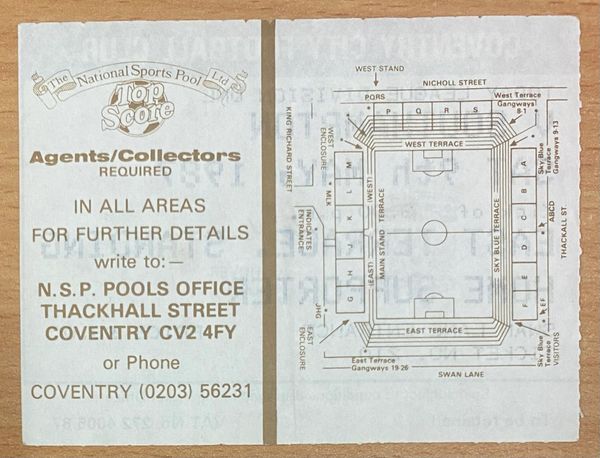 The National Sports Pool Ltd
Top
Score
Agents/Collectors
REQUIRED
IN ALL AREAS
FOR FURTHER DETAILS
write to:—
N.S.P. POOLS OFFICE
THACKHALL STREET
COVENTRY CV2 4FY
or Phone
COVENTRY (0203) 56231
WEST STAND
NICHOLL STREET
PQRS
West Terrace
Gangways
8-1
P Q R S
WEST TERRACE
KING RICHARD STREET
WEST ENCLOSURE
MLK
INDICATES
ENTRANCE
JHG
EAST
ENCLOSURE
M
L
K
J
H
G
(WEST)
MAIN STAND TERRACE
(EAST)
SKY BLUE TERRACE
A
B
C
D
E
F
Sky Blue
Terrace
Gangways 9-13
ABCD
THACKALL ST.
EF
Sky Blue
Terrace
VISITORS
EAST TERRACE
East Terrace
Gangways 19-26
SWAN LANE